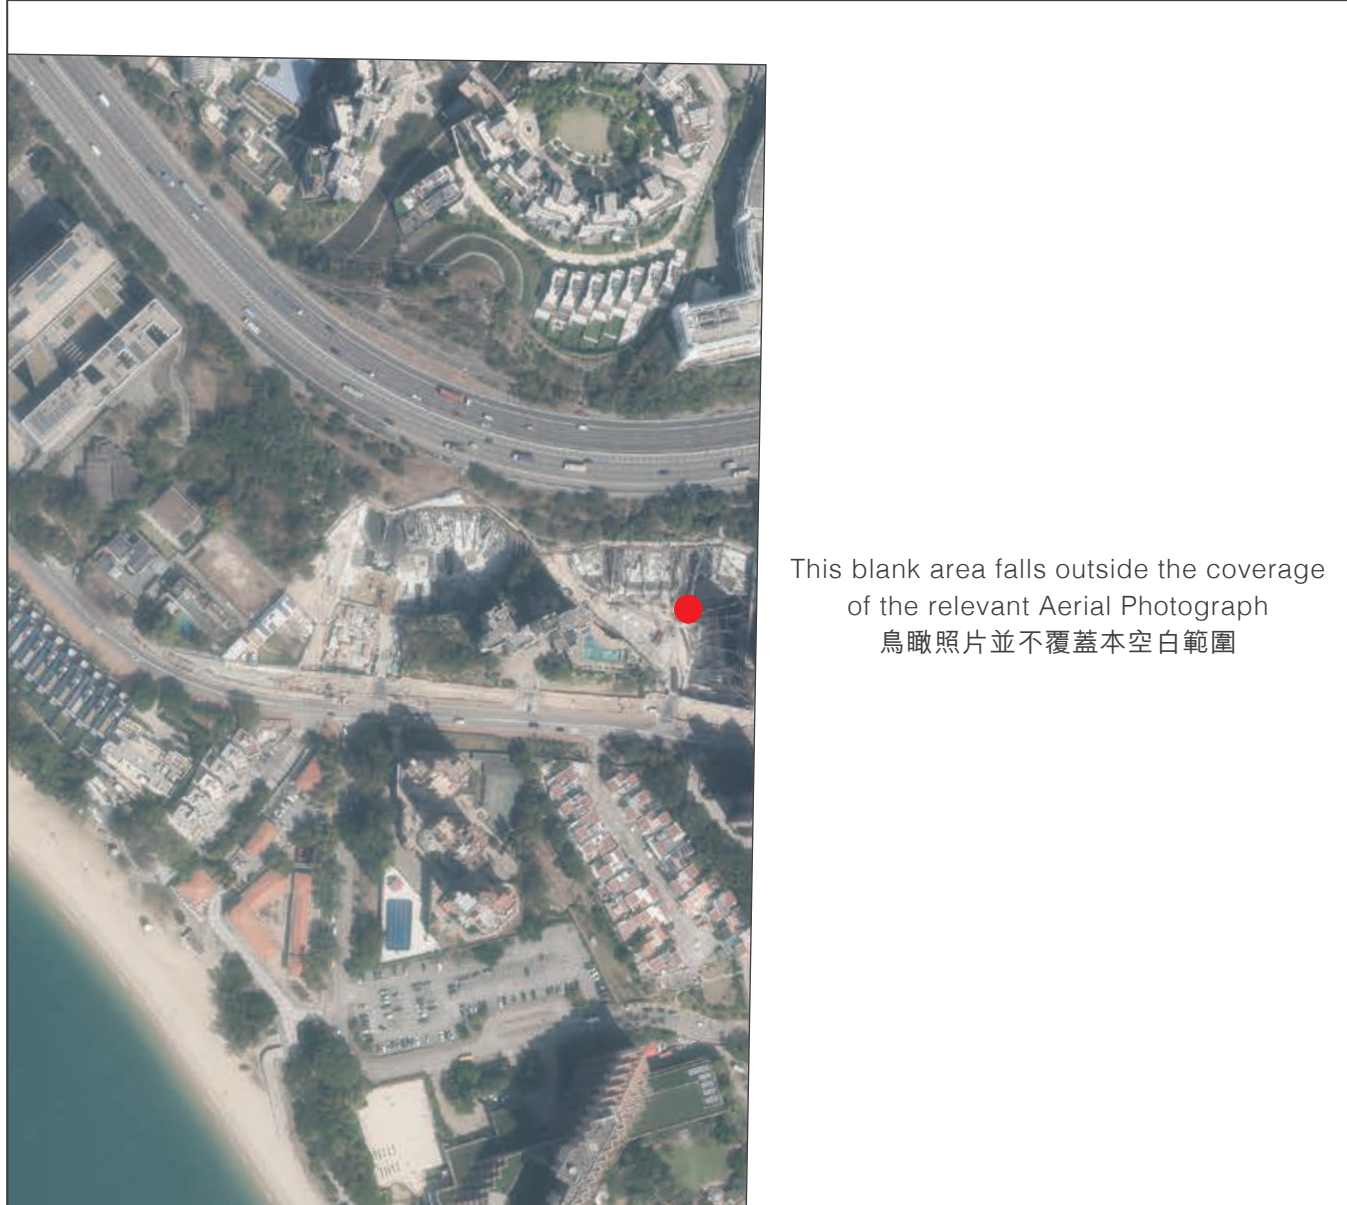 This blank area falls outside the coverage
of the relevant Aerial Photograph
鳥瞰照片並不覆蓋本空白範圍